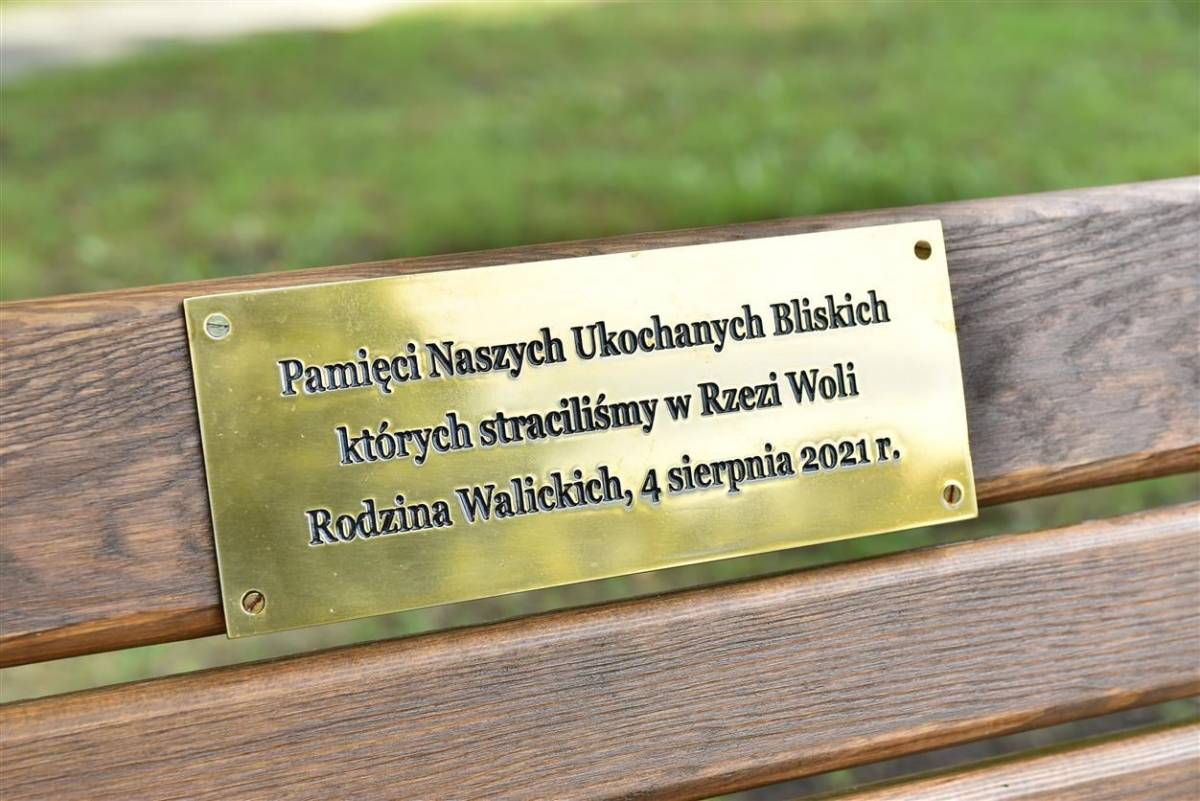 Pamięci Naszych Ukochanych Bliskich
których straciliśmy w Rzezi Woli
Rodzina Walickich, 4 sierpnia 2021 r.